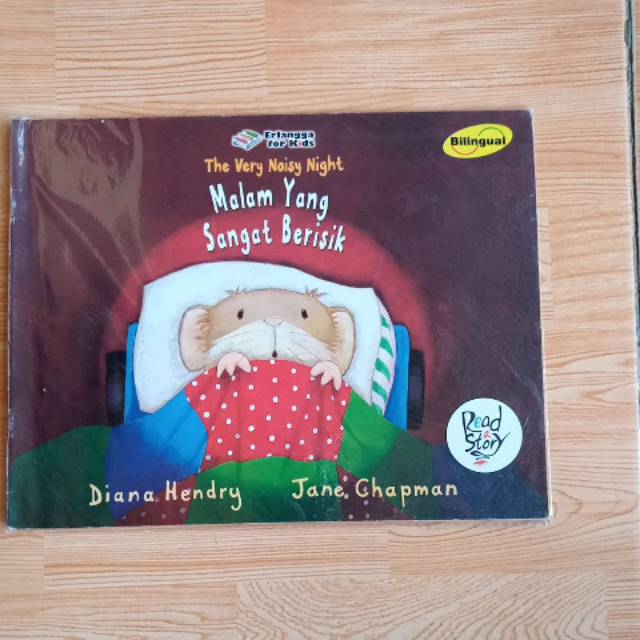 Erlangga
for Kids
Bilingual
The Very Noisy Night
Malam Yang
Sangat Berisik
Read
a
Story
Diana Hendry
Jane Chapman